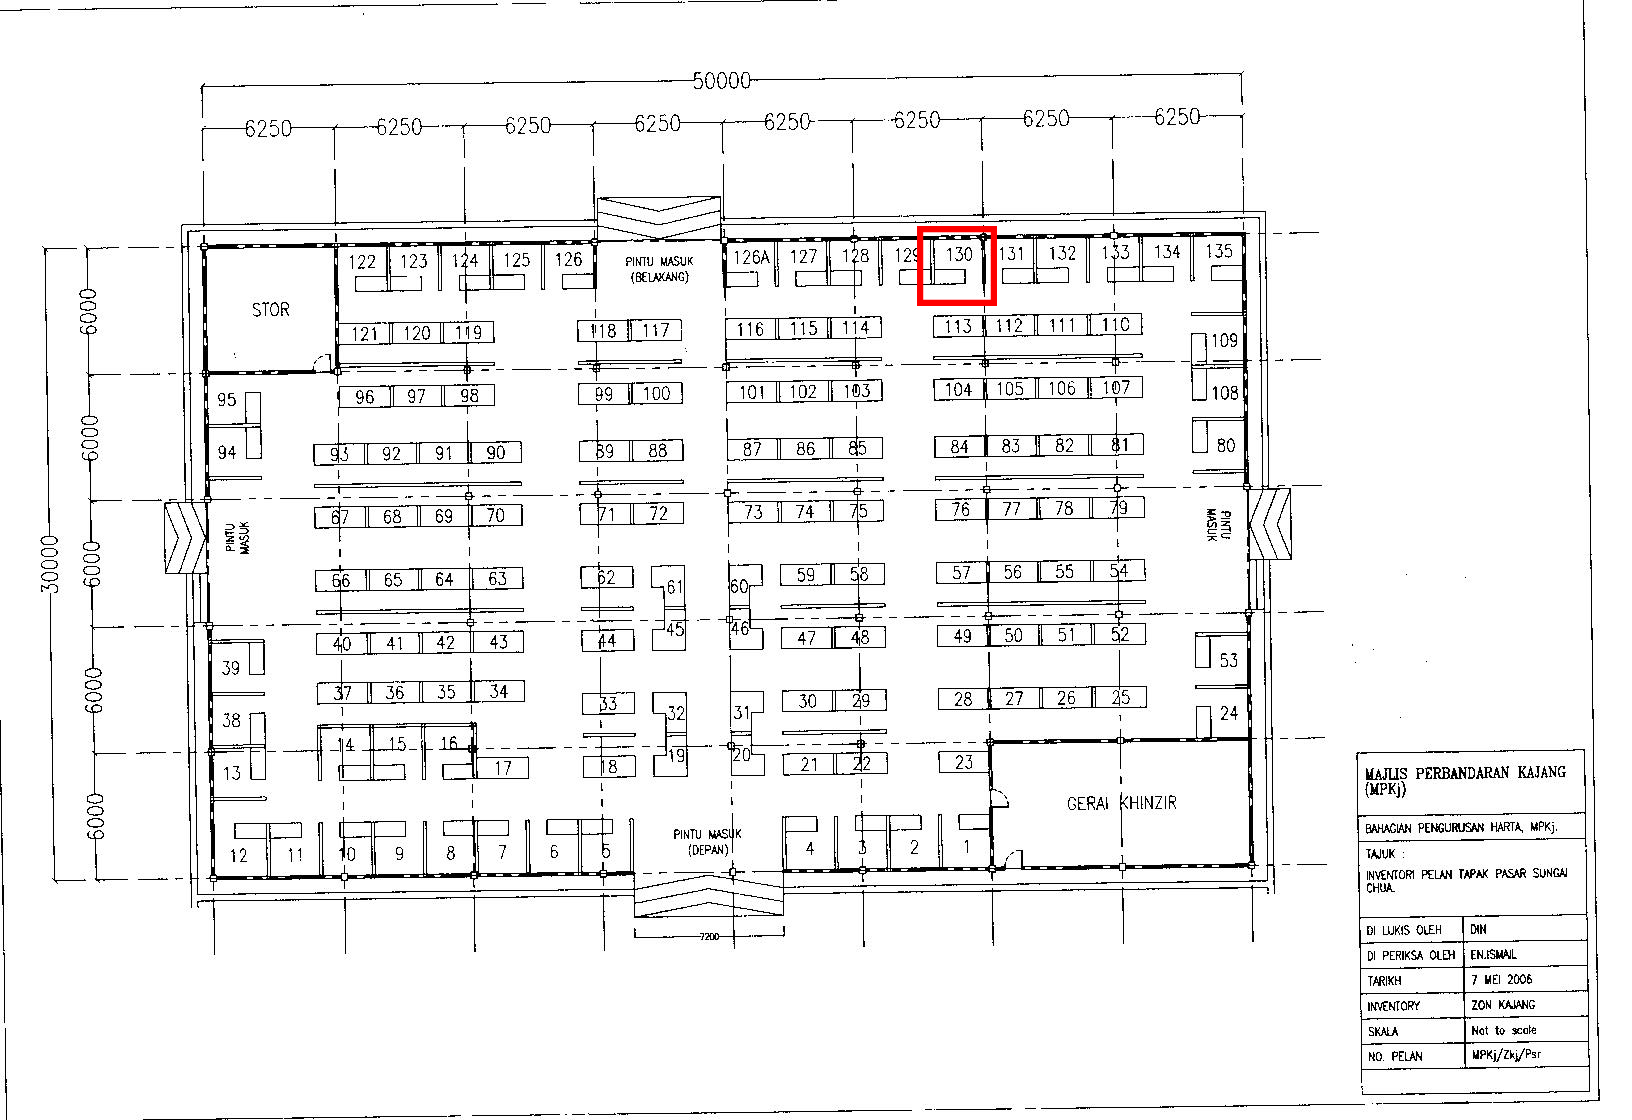 50000
6250 6250 6250 6250 6250 6250 6250 6250
122 123 124 125 126 PINTU MASUK (BELAKANG) 126A 127 128 129 130 131 132 133 134 135
6000 STOR
121 120 119 118 117 116 115 114 113 112 111 110
109
95 96 97 98 99 100 101 102 103 104 105 106 107 108
6000
94 93 92 91 90 89 88 87 86 85 84 83 82 81 80
67 68 69 70 71 72 73 74 75 76 77 78 79
PINTU MASUK
PINTU MASUK
30000 6000
66 65 64 63 62 61 60 59 58 57 56 55 54
40 41 42 43 44 45 46 47 48 49 50 51 52
39 53
6000
37 36 35 34 33 32 31 30 29 28 27 26 25
38 24
14 15 16
13 17 18 19 20 21 22 23
6000 GERAI KHINZIR
PINTU MASUK
(DEPAN)
12 11 10 9 8 7 6 5 4 3 2 1
7200
MAJLIS PERBANDARAN KAJANG
(MPKj)
BAHAGIAN PENGURUSAN HARTA, MPKj.
TAJUK :
INVENTORI PELAN TAPAK PASAR SUNGAI
CHUA.
DI LUKIS OLEH DIN
DI PERIKSA OLEH EN.ISMAIL
TARIKH 7 MEI 2006
INVENTORY ZON KAJANG
SKALA Not to scale
NO. PELAN MPKj/Zkj/Psr